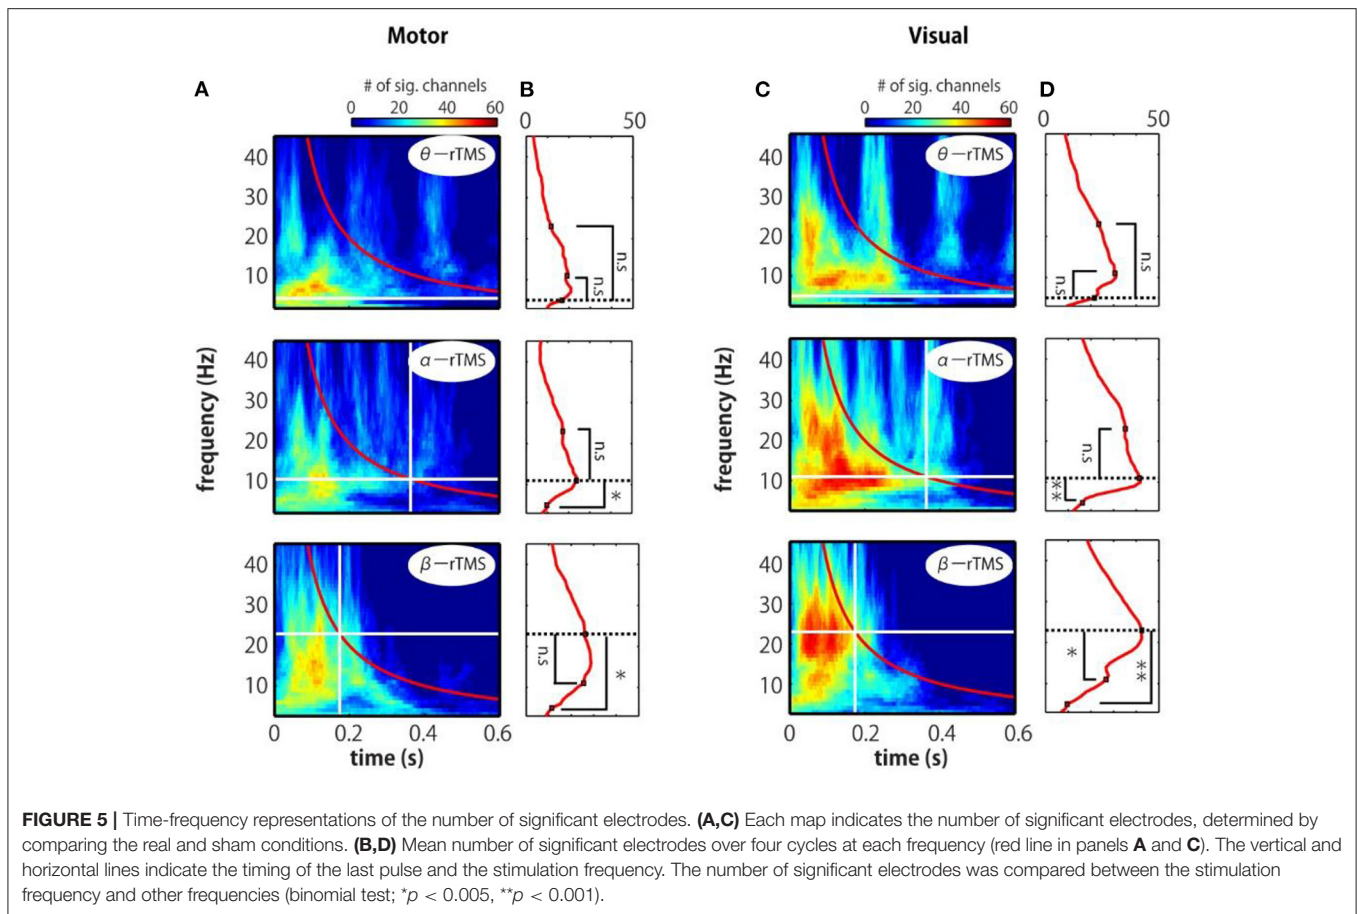 Motor
Visual
A
# of sig. channels
0 20 40 60
B
0 50
C
# of sig. channels
0 20 40 60
D
0 50
θ—rTMS
40
30
20
10
n.s
n.s
θ—rTMS
40
30
20
10
n.s
n.s
frequency (Hz)
α—rTMS
40
30
20
10
n.s
*
frequency (Hz)
α—rTMS
40
30
20
10
n.s
**
β—rTMS
40
30
20
10
n.s
*
β—rTMS
40
30
20
10
*
**
0 0.2 0.4 0.6
time (s)
0 0.2 0.4 0.6
time (s)
FIGURE 5 | Time-frequency representations of the number of significant electrodes. (A,C) Each map indicates the number of significant electrodes, determined by
comparing the real and sham conditions. (B,D) Mean number of significant electrodes over four cycles at each frequency (red line in panels A and C). The vertical and
horizontal lines indicate the timing of the last pulse and the stimulation frequency. The number of significant electrodes was compared between the stimulation
frequency and other frequencies (binomial test; *p < 0.005, **p < 0.001).